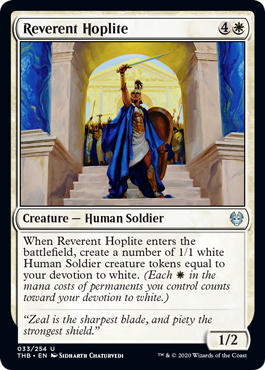 Reverent Hoplite 4
Creature — Human Soldier
When Reverent Hoplite enters the
battlefield, create a number of 1/1 white
Human Soldier creature tokens equal to
your devotion to white. (Each in the
mana costs of permanents you control counts
toward your devotion to white.)
"Zeal is the sharpest blade, and piety the
strongest shield."
1/2
033/254 U
THB • EN SIDHARTH CHATURVEDI
™ & © 2020 Wizards of the Coast